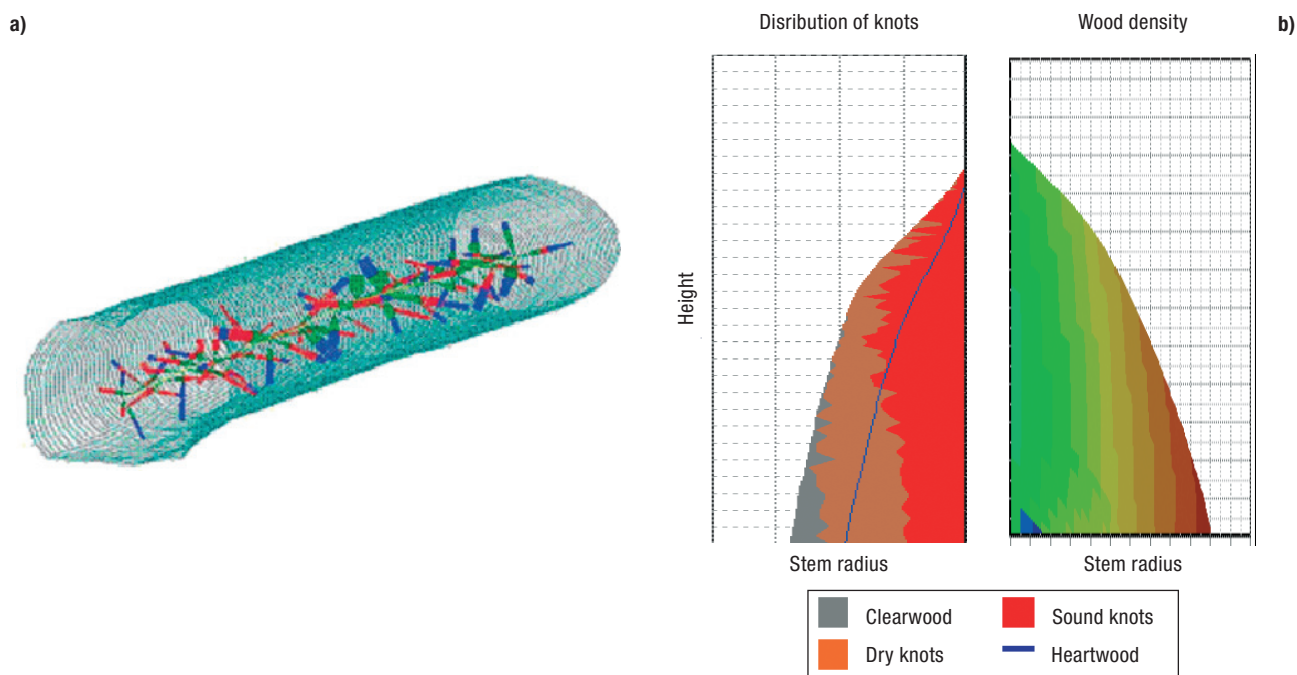 a)
Disribution of knots
Wood density
b)
Height
Stem radius
Stem radius
Clearwood
Sound knots
Dry knots
Heartwood